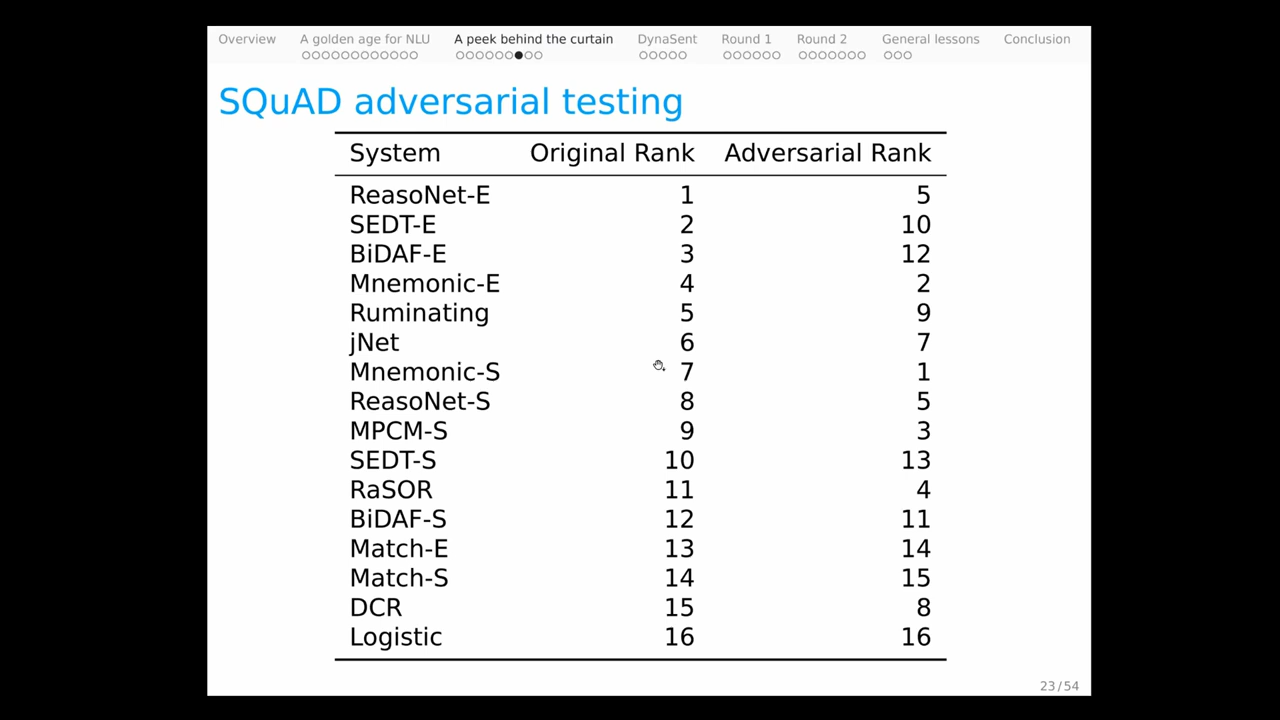 Overview A golden age for NLU A peek behind the curtain DynaSent Round 1 Round 2 General lessons Conclusion
SQuAD adversarial testing
System Original Rank Adversarial Rank
ReasoNet-E 1 5
SEDT-E 2 10
BiDAF-E 3 12
Mnemonic-E 4 2
Ruminating 5 9
jNet 6 7
Mnemonic-S 7 1
ReasoNet-S 8 5
MPCM-S 9 3
SEDT-S 10 13
RaSOR 11 4
BiDAF-S 12 11
Match-E 13 14
Match-S 14 15
DCR 15 8
Logistic 16 16
23/54